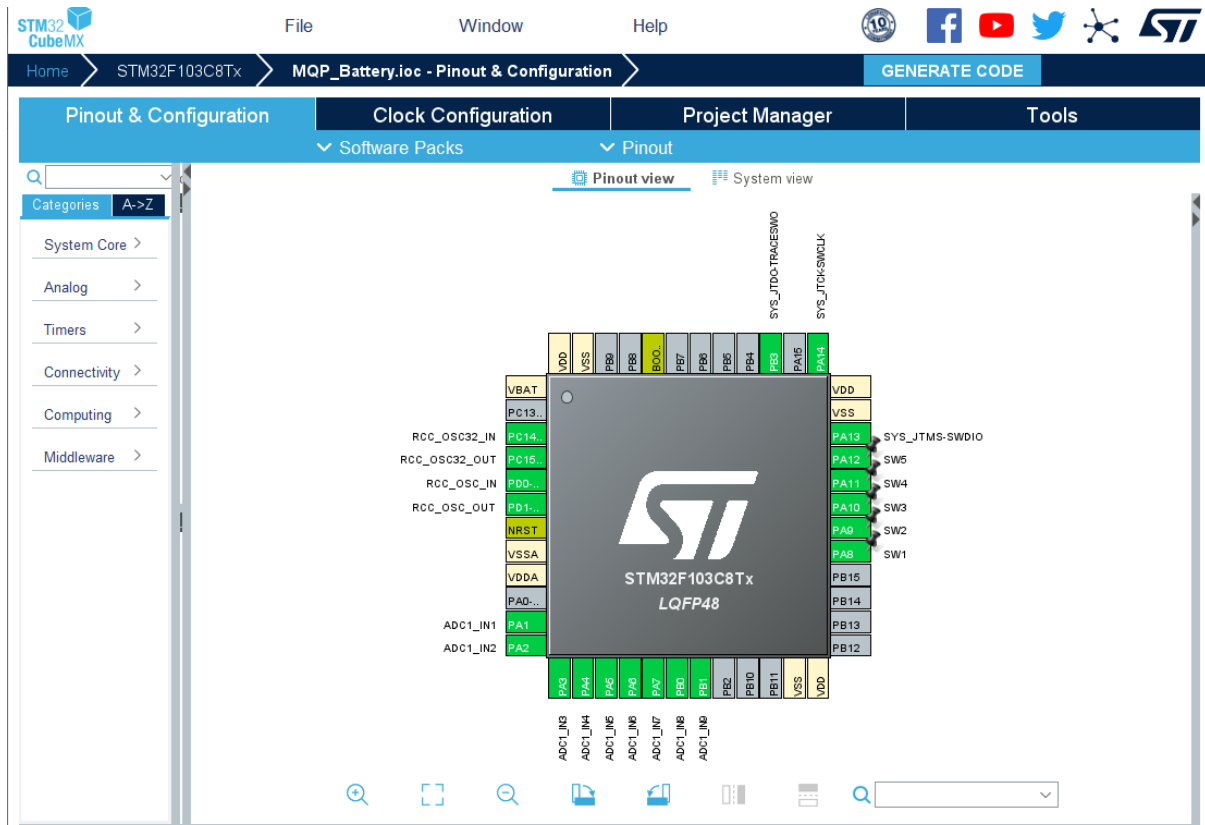 STM32
CubeMX
File
Window
Help
10
Home
STM32F103C8Tx
MQP_Battery.ioc - Pinout & Configuration
GENERATE CODE
Pinout & Configuration
Clock Configuration
Project Manager
Tools
Software Packs
Pinout
Categories
A->Z
System Core
Analog
Timers
Connectivity
Computing
Middleware
Pinout view
System view
SYS_JTDO-TRACESWO
SYS_JTCK-SWCLK
VDD
VSS
PB9
PB8
BOO..
PB7
PB6
PB5
PB4
PB3
PA15
PA14
VBAT
PC13..
RCC_OSC32_IN PC14..
RCC_OSC32_OUT PC15..
RCC_OSC_IN PD0-..
RCC_OSC_OUT PD1-..
NRST
VSSA
VDDA
PA0-..
ADC1_IN1 PA1
ADC1_IN2 PA2
ST
STM32F103C8Tx
LQFP48
VDD
VSS
PA13 SYS_JTMS-SWDIO
PA12 SW5
PA11 SW4
PA10 SW3
PA9 SW2
PA8 SW1
PB15
PB14
PB13
PB12
PA3
PA4
PA5
PA6
PA7
PB0
PB1
PB2
PB10
PB11
VSS
VDD
ADC1_IN3
ADC1_IN4
ADC1_IN5
ADC1_IN6
ADC1_IN7
ADC1_IN8
ADC1_IN9